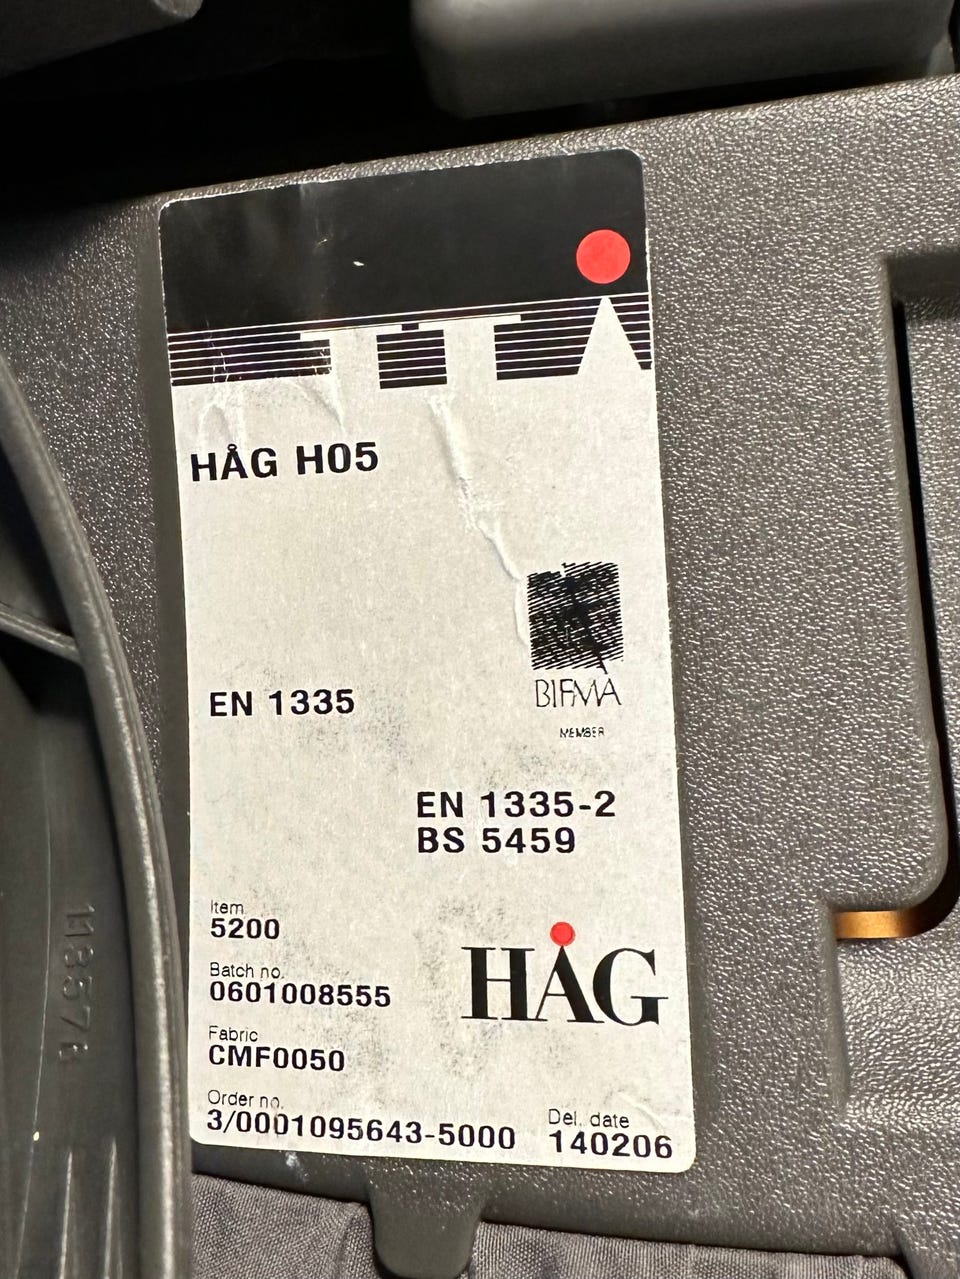 HÅG H05
BIFMA
MEMBER
EN 1335
EN 1335-2
BS 5459
Item
5200
Batch no.
0601008555
Fabric
CMF0050
HÅG
Order no.
3/0001095643-5000
Del. date
140206